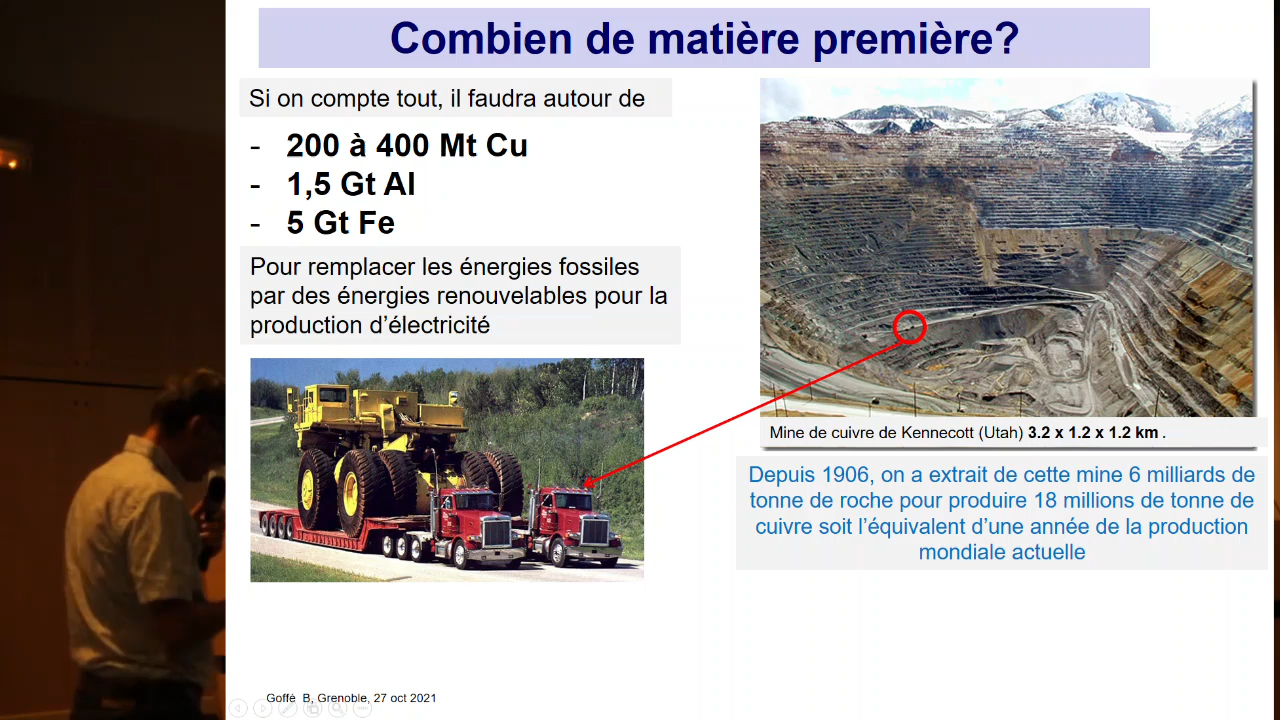 Combien de matière première?
Si on compte tout, il faudra autour de
- 200 à 400 Mt Cu
- 1,5 Gt Al
- 5 Gt Fe
Pour remplacer les énergies fossiles
par des énergies renouvelables pour la
production d’électricité
Mine de cuivre de Kennecott (Utah) 3.2 x 1.2 x 1.2 km .
Depuis 1906, on a extrait de cette mine 6 milliards de
tonne de roche pour produire 18 millions de tonne de
cuivre soit l’équivalent d’une année de la production
mondiale actuelle
Goffé B, Grenoble, 27 oct 2021